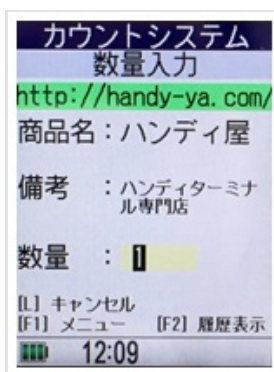 カウントシステム
数量入力
http://handy-ya.com/
商品名：ハンディ屋
備考　：ハンディターミナ
ル専門店
数量　：1
[L] キャンセル
[F1] メニュー　[F2] 履歴表示
12:09